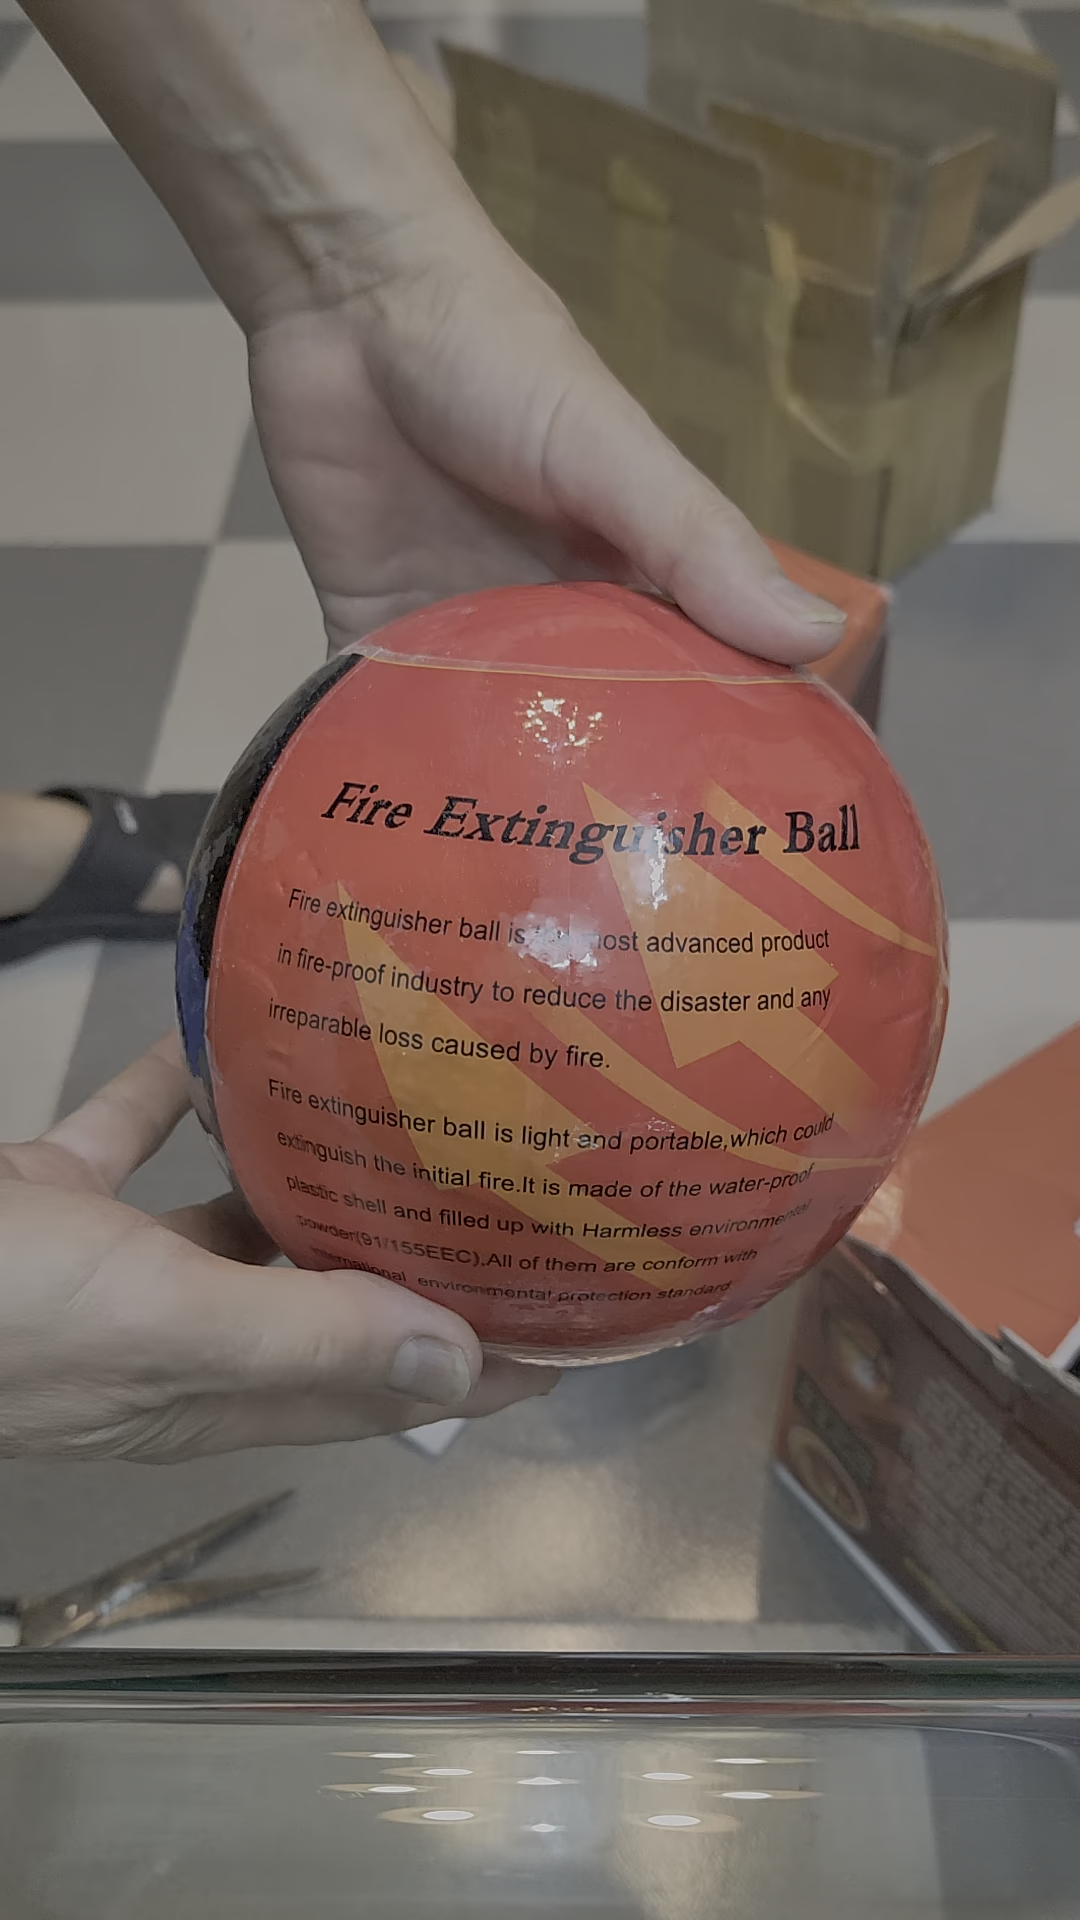 Fire Extinguisher Ball
Fire extinguisher ball is most advanced product
in fire-proof industry to reduce the disaster and any
irreparable loss caused by fire.
Fire extinguisher ball is light and portable,which could
extinguish the initial fire.It is made of the water-proof
plastic shell and filled up with Harmless environmental
powder(91/155EEC).All of them are conform with
international environmental protection standard